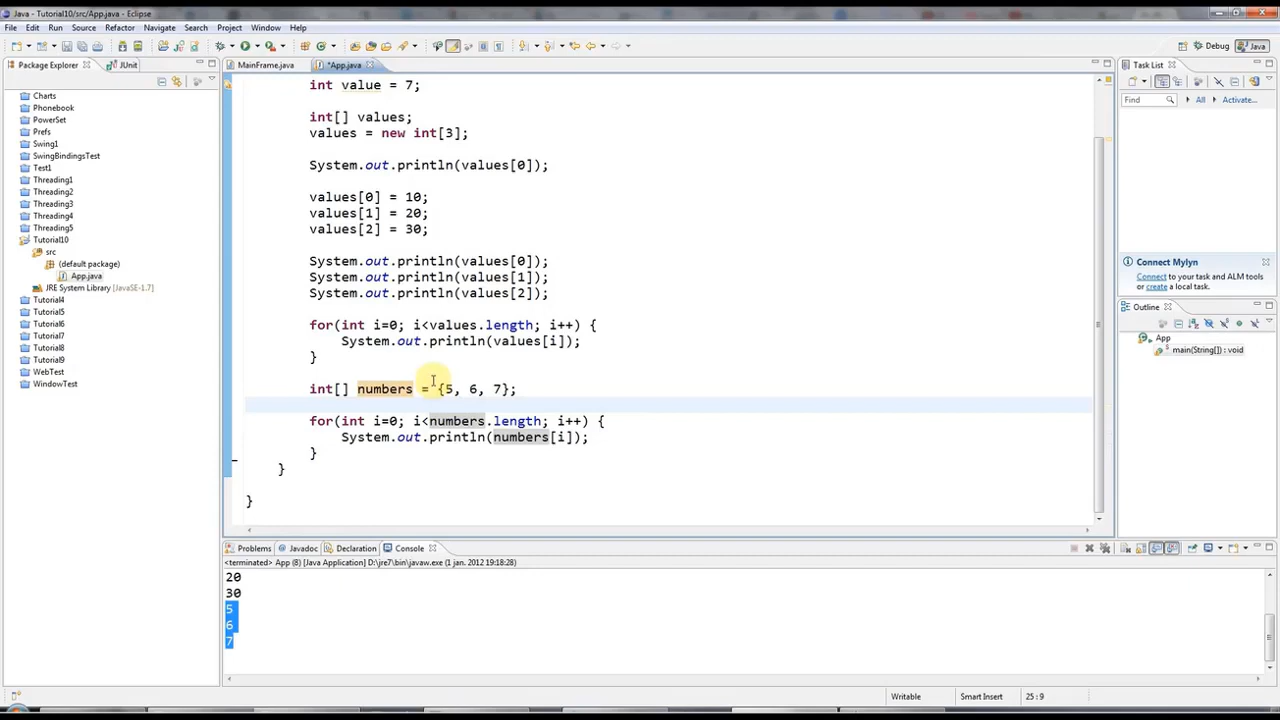 Java - Tutorial10/src/App.java - Eclipse
File Edit Run Source Refactor Navigate Search Project Window Help
Debug Java
Package Explorer JUnit
MainFrame.java *App.java
Task List
Charts
Phonebook
PowerSet
Prefs
Swing1
SwingBindingsTest
Test1
Threading1
Threading2
Threading3
Threading4
Threading5
Tutorial10
src
(default package)
App.java
JRE System Library [JavaSE-1.7]
Tutorial4
Tutorial5
Tutorial6
Tutorial7
Tutorial8
Tutorial9
WebTest
WindowTest
int value = 7;
int[] values;
values = new int[3];
System.out.println(values[0]);
values[0] = 10;
values[1] = 20;
values[2] = 30;
System.out.println(values[0]);
System.out.println(values[1]);
System.out.println(values[2]);
for(int i=0; i<values.length; i++) {
System.out.println(values[i]);
}
int[] numbers = {5, 6, 7};
for(int i=0; i<numbers.length; i++) {
System.out.println(numbers[i]);
}
}
}
Find All Activate...
Connect Mylyn
Connect to your task and ALM tools
or create a local task.
Outline
App
main(String[]) : void
Problems @ Javadoc Declaration Console
<terminated> App (8) [Java Application] D:\jre7\bin\javaw.exe (1 jan. 2012 19:18:28)
20
30
5
6
7
Writable Smart Insert 25 : 9